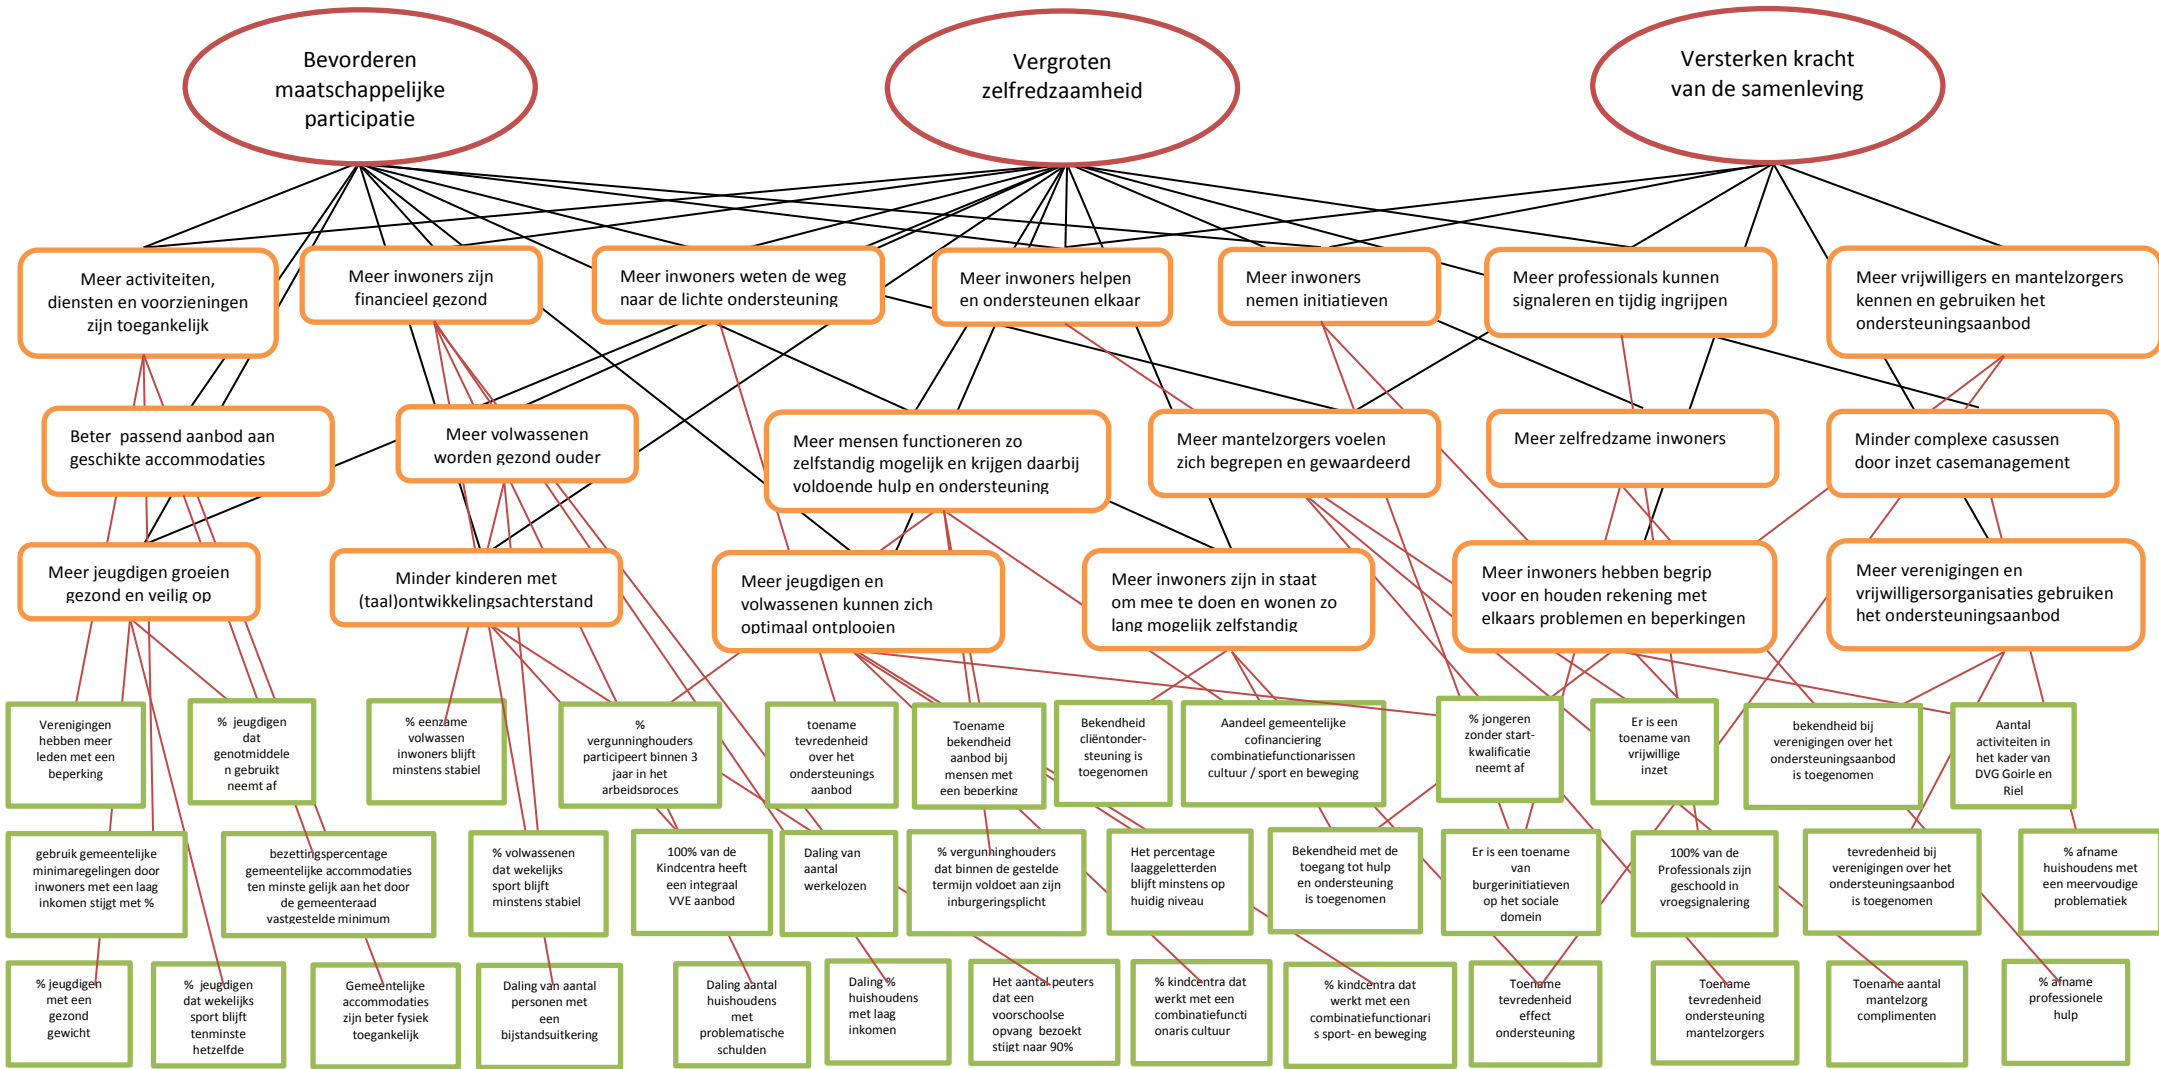 Bevorderen
maatschappelijke
participatie
Vergroten
zelfredzaamheid
Versterken kracht
van de samenleving
Meer activiteiten,
diensten en voorzieningen
zijn toegankelijk
Meer inwoners zijn
financieel gezond
Meer inwoners weten de weg
naar de lichte ondersteuning
Meer inwoners helpen
en ondersteunen elkaar
Meer inwoners
nemen initiatieven
Meer professionals kunnen
signaleren en tijdig ingrijpen
Meer vrijwilligers en mantelzorgers
kennen en gebruiken het
ondersteuningsaanbod
Beter passend aanbod aan
geschikte accommodaties
Meer volwassenen
worden gezond ouder
Meer mensen functioneren zo
zelfstandig mogelijk en krijgen daarbij
voldoende hulp en ondersteuning
Meer mantelzorgers voelen
zich begrepen en gewaardeerd
Meer zelfredzame inwoners
Minder complexe casussen
door inzet casemanagement
Meer jeugdigen groeien
gezond en veilig op
Minder kinderen met
(taal)ontwikkelingsachterstand
Meer jeugdigen en
volwassenen kunnen zich
optimaal ontplooien
Meer inwoners zijn in staat
om mee te doen en wonen zo
lang mogelijk zelfstandig
Meer inwoners hebben begrip
voor en houden rekening met
elkaars problemen en beperkingen
Meer verenigingen en
vrijwilligersorganisaties gebruiken
het ondersteuningsaanbod
Verenigingen
hebben meer
leden met een
beperking
% jeugdigen
dat
genotmiddele
n gebruikt
neemt af
% eenzame
volwassen
inwoners blijft
minstens stabiel
%
vergunninghouders
participeert binnen 3
jaar in het
arbeidsproces
toename
tevredenheid
over het
ondersteunings
aanbod
Toename
bekendheid
aanbod bij
mensen met
een beperking
Bekendheid
cliëntonder-
steuning is
toegenomen
Aandeel gemeentelijke
cofinanciering
combinatiefunctionarissen
cultuur / sport en beweging
% jongeren
zonder start-
kwalificatie
neemt af
Er is een
toename van
vrijwillige
inzet
bekendheid bij
verenigingen over het
ondersteuningsaanbod
is toegenomen
Aantal
activiteiten in
het kader van
DVG Goirle en
Riel
gebruik gemeentelijke
minimaregelingen door
inwoners met een laag
inkomen stijgt met %
bezettingspercentage
gemeentelijke accommodaties
ten minste gelijk aan het door
de gemeenteraad
vastgestelde minimum
% volwassenen
dat wekelijks
sport blijft
minstens stabiel
100% van de
Kindcentra heeft
een integraal
VVE aanbod
Daling van
aantal
werkelozen
% vergunninghouders
dat binnen de gestelde
termijn voldoet aan zijn
inburgeringsplicht
Het percentage
laaggeletterden
blijft minstens op
huidig niveau
Bekendheid met de
toegang tot hulp
en ondersteuning
is toegenomen
Er is een toename
van
burgerinitiatieven
op het sociale
domein
100% van de
Professionals zijn
geschoold in
vroegsignalering
tevredenheid bij
verenigingen over het
ondersteuningsaanbod
is toegenomen
% afname
huishoudens met
een meervoudige
problematiek
% jeugdigen
met een
gezond
gewicht
% jeugdigen
dat wekelijks
sport blijft
tenminste
hetzelfde
Gemeentelijke
accommodaties
zijn beter fysiek
toegankelijk
Daling van aantal
personen met
een
bijstandsuitkering
Daling aantal
huishoudens
met
problematische
schulden
Daling %
huishoudens
met laag
inkomen
Het aantal peuters
dat een
voorschoolse
opvang bezoekt
stijgt naar 90%
% kindcentra dat
werkt met een
combinatiefuncti
onaris cultuur
% kindcentra dat
werkt met een
combinatiefunctionari
s sport- en beweging
Toename
tevredenheid
effect
ondersteuning
Toename
tevredenheid
ondersteuning
mantelzorgers
Toename aantal
mantelzorg
complimenten
% afname
professionele
hulp